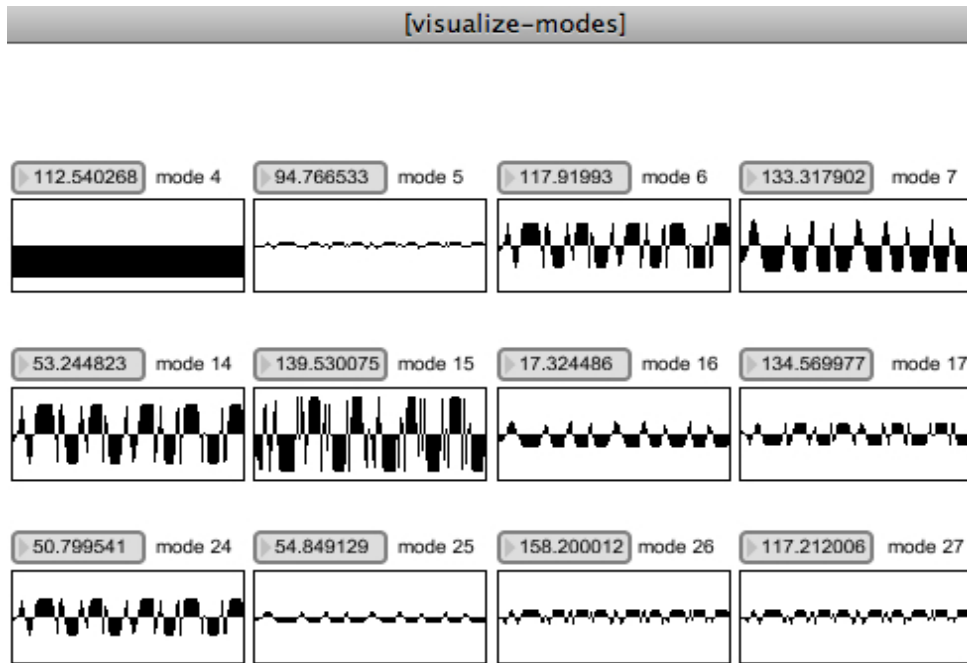 [visualize-modes]
112.540268 mode 4 94.766533 mode 5 117.91993 mode 6 133.317902 mode 7
53.244823 mode 14 139.530075 mode 15 17.324486 mode 16 134.569977 mode 17
50.799541 mode 24 54.849129 mode 25 158.200012 mode 26 117.212006 mode 27